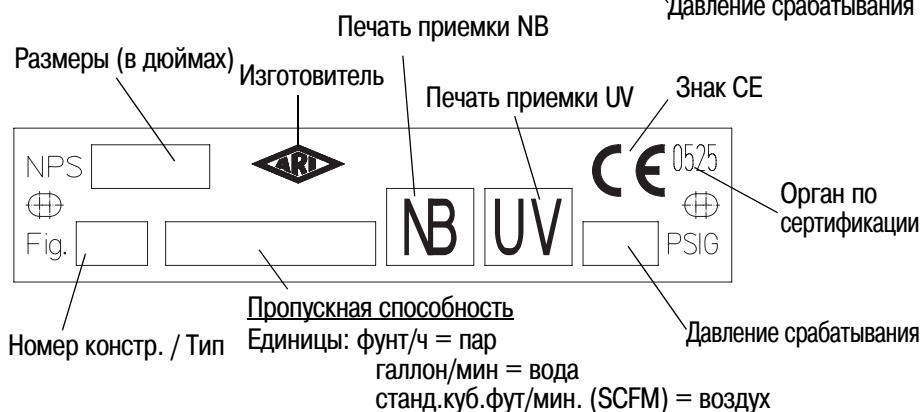 Давление срабатывания
Печать приемки NB
Размеры (в дюймах)
Изготовитель
Печать приемки UV
Знак CE
NPS
ARI
CE 0525
Орган по
сертификации
Fig.
NB
UV
PSIG
Номер констр. / Тип
Пропускная способность
Единицы: фунт/ч = пар
галлон/мин = вода
станд.куб.фут/мин. (SCFM) = воздух
Давление срабатывания